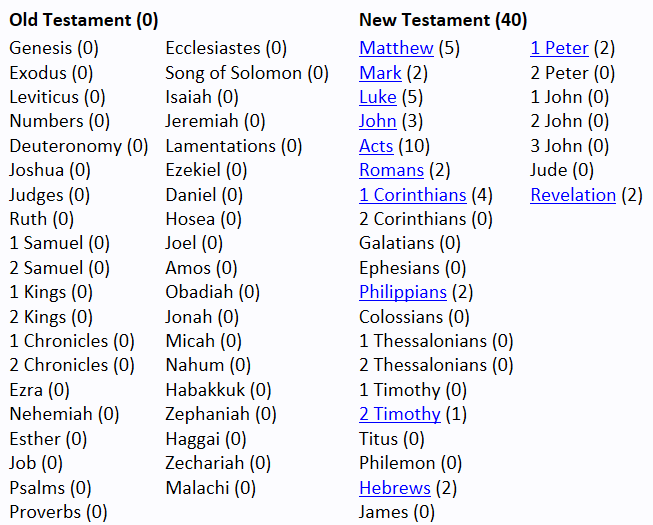 Old Testament (0)
Genesis (0)
Exodus (0)
Leviticus (0)
Numbers (0)
Deuteronomy (0)
Joshua (0)
Judges (0)
Ruth (0)
1 Samuel (0)
2 Samuel (0)
1 Kings (0)
2 Kings (0)
1 Chronicles (0)
2 Chronicles (0)
Ezra (0)
Nehemiah (0)
Esther (0)
Job (0)
Psalms (0)
Proverbs (0)
Ecclesiastes (0)
Song of Solomon (0)
Isaiah (0)
Jeremiah (0)
Lamentations (0)
Ezekiel (0)
Daniel (0)
Hosea (0)
Joel (0)
Amos (0)
Obadiah (0)
Jonah (0)
Micah (0)
Nahum (0)
Habakkuk (0)
Zephaniah (0)
Haggai (0)
Zechariah (0)
Malachi (0)
New Testament (40)
Matthew (5)
Mark (2)
Luke (5)
John (3)
Acts (10)
Romans (2)
1 Corinthians (4)
2 Corinthians (0)
Galatians (0)
Ephesians (0)
Philippians (2)
Colossians (0)
1 Thessalonians (0)
2 Thessalonians (0)
1 Timothy (0)
2 Timothy (1)
Titus (0)
Philemon (0)
Hebrews (2)
James (0)
1 Peter (2)
2 Peter (0)
1 John (0)
2 John (0)
3 John (0)
Jude (0)
Revelation (2)